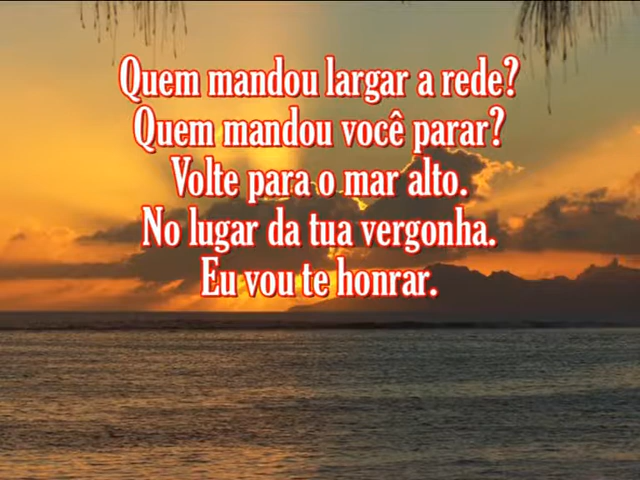 Quem mandou largar a rede?
Quem mandou você parar?
Volte para o mar alto.
No lugar da tua vergonha.
Eu vou te honrar.